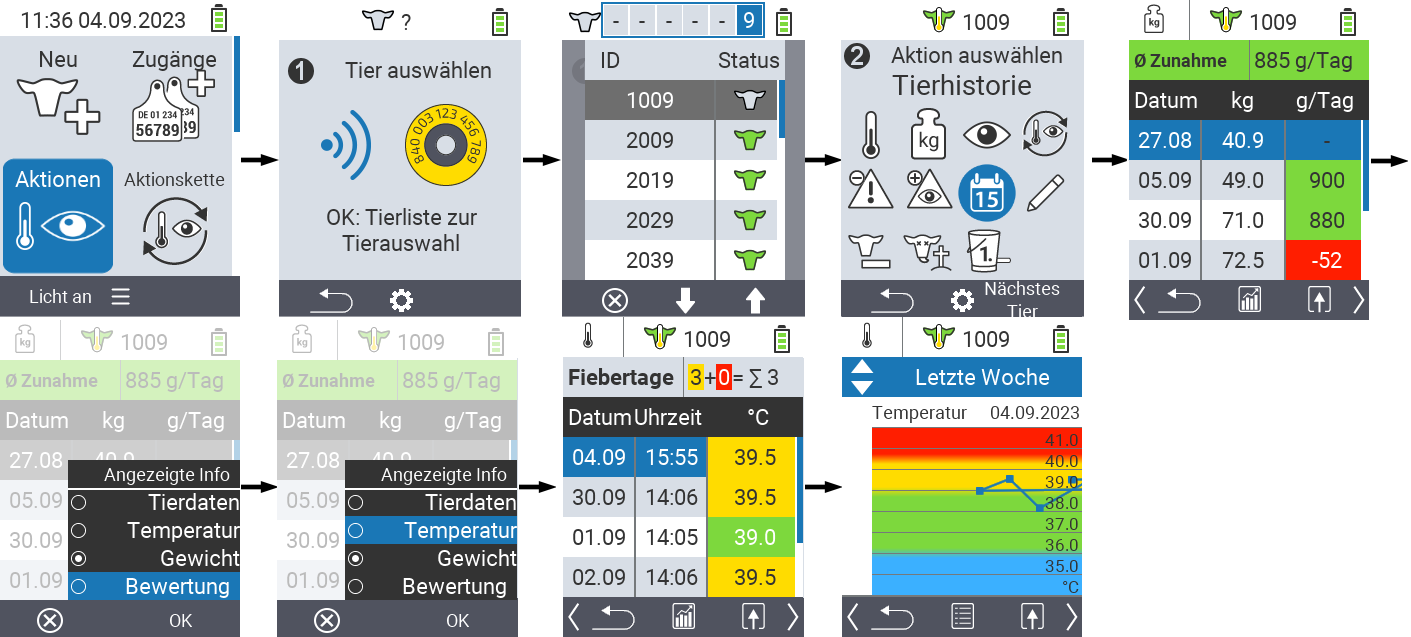 11:36 04.09.2023
Neu
Zugänge
DE 01 234
234
56789
39
Aktionen
Aktionskette
Licht an
?
1
Tier auswählen
840 003 123 456 789
OK: Tierliste zur
Tierauswahl
- - - - - 9
ID Status
1009
2009
2019
2029
2039
1009
2 Aktion auswählen
Tierhistorie
kg
15
1.
Nächstes
Tier
kg 1009
Ø Zunahme 885 g/Tag
Datum kg g/Tag
27.08 40.9 -
05.09 49.0 900
30.09 71.0 880
01.09 72.5 -52
kg 1009
Ø Zunahme 885 g/Tag
Datum kg g/Tag
27.08 40.9
Angezeigte Info
05.09 Tierdaten
30.09 Temperatur
Gewicht
01.09 Bewertung
OK
kg 1009
Ø Zunahme 885 g/Tag
Datum kg g/Tag
27.08 40.9
Angezeigte Info
05.09 Tierdaten
30.09 Temperatur
Gewicht
01.09 Bewertung
OK
1009
Fiebertage 3+0= ∑ 3
Datum Uhrzeit °C
04.09 15:55 39.5
30.09 14:06 39.5
01.09 14:05 39.0
02.09 14:06 39.5
1009
Letzte Woche
Temperatur 04.09.2023
41.0
40.0
39.0
38.0
37.0
36.0
35.0
°C